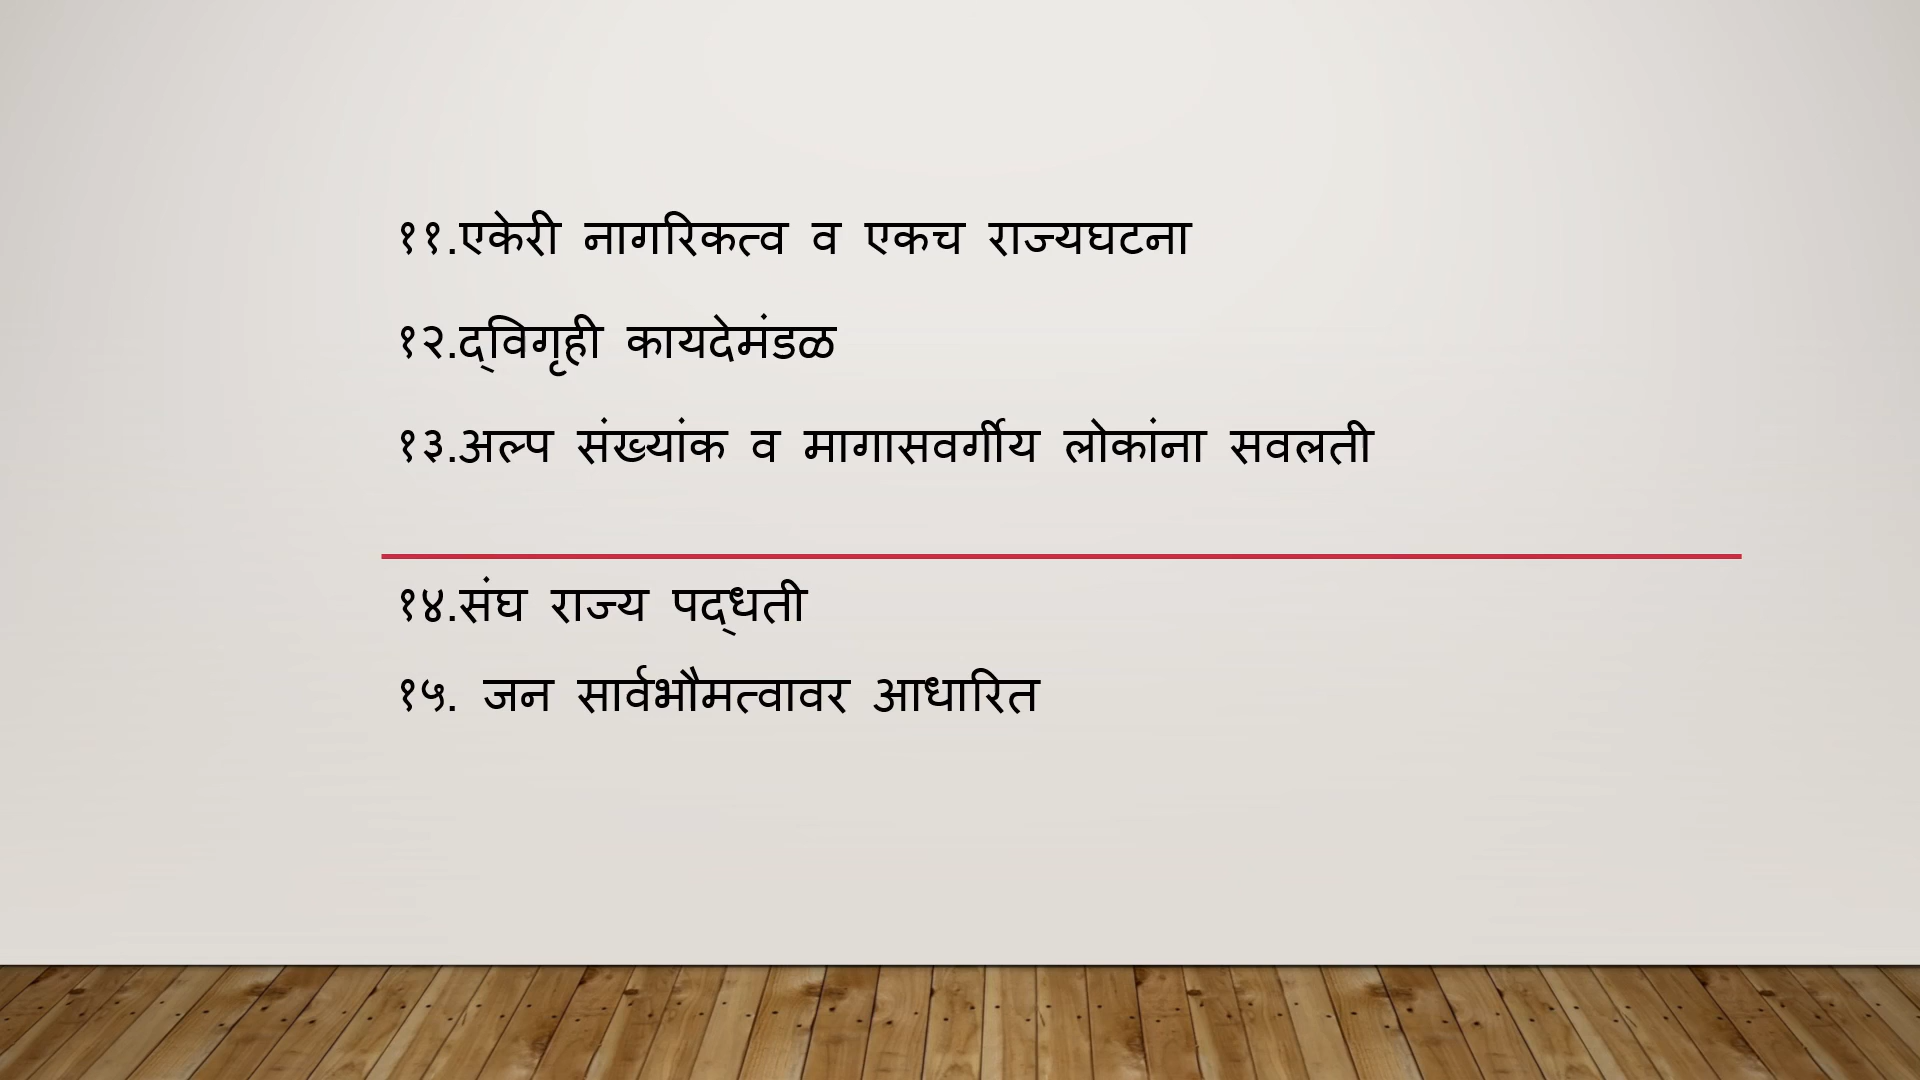 ११.एकेरी नागरिकत्व व एकच राज्यघटना
१२.द्विगृही कायदेमंडळ
१३.अल्प संख्यांक व मागासवर्गीय लोकांना सवलती
१४.संघ राज्य पद्धती
१५. जन सार्वभौमत्वावर आधारित